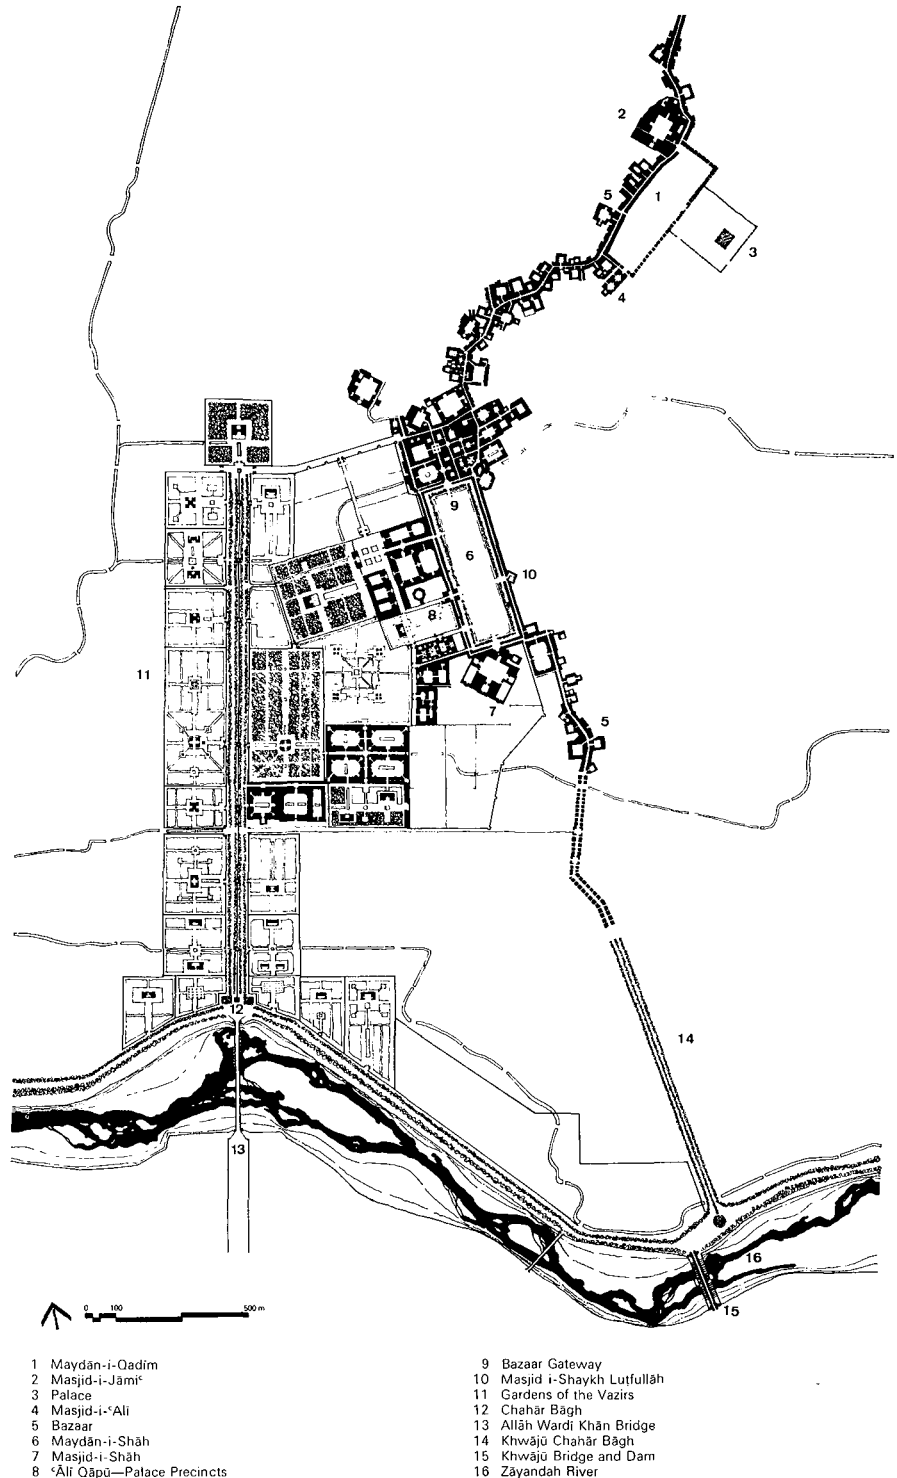 2
5
1
3
4
9
6
10
8
11
7
5
12
14
13
16
15
0 100 500 m
1 Maydān-i-Qadīm
2 Masjid-i-Jāmiᶜ
3 Palace
4 Masjid-i-ᶜAlī
5 Bazaar
6 Maydān-i-Shāh
7 Masjid-i-Shāh
8 ᶜĀlī Qāpū—Palace Precincts
9 Bazaar Gateway
10 Masjid i-Shaykh Luṭfullāh
11 Gardens of the Vazirs
12 Chahār Bāgh
13 Allāh Wardī Khān Bridge
14 Khwājū Chahār Bāgh
15 Khwājū Bridge and Dam
16 Zāyandah River